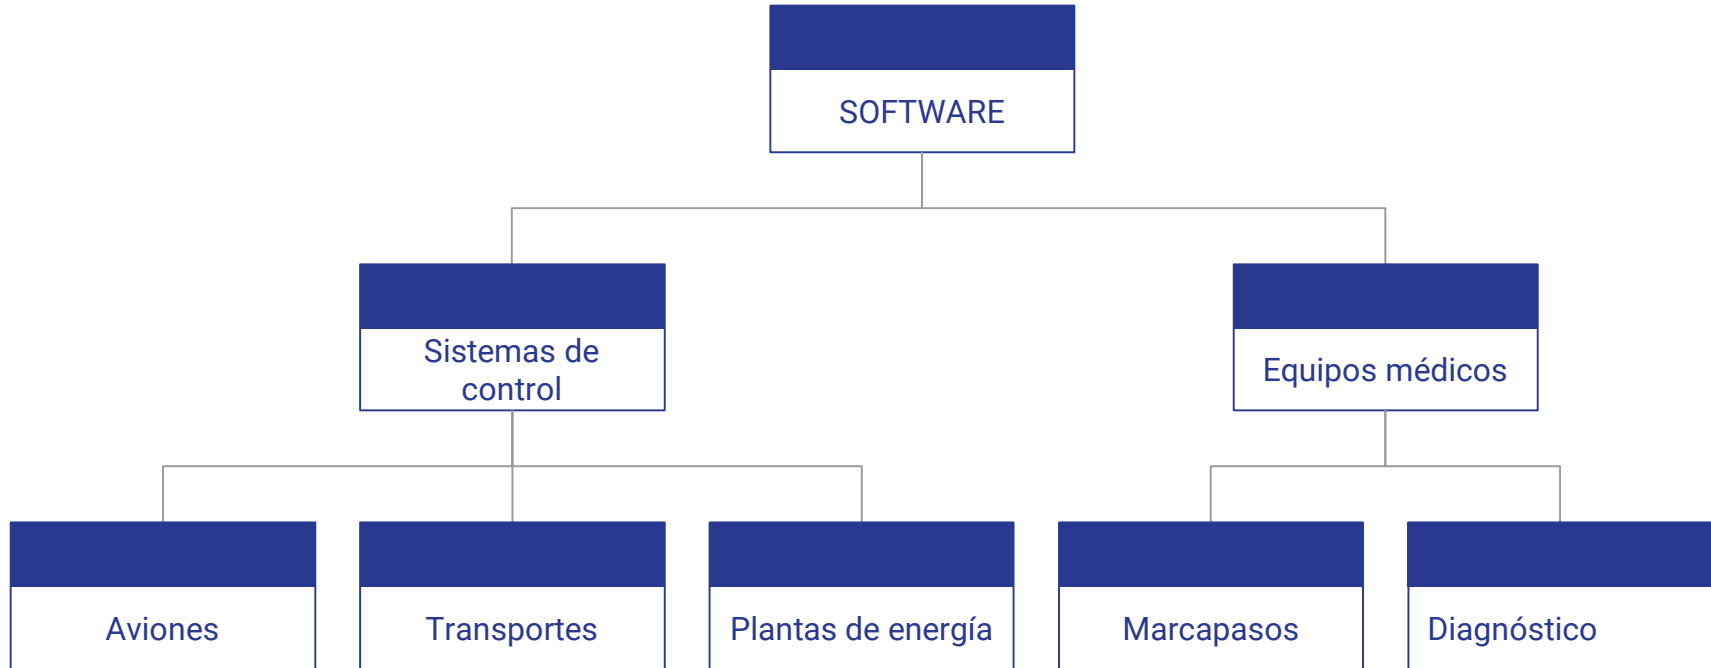 SOFTWARE
Sistemas de
control
Equipos médicos
Aviones
Transportes
Plantas de energía
Marcapasos
Diagnóstico